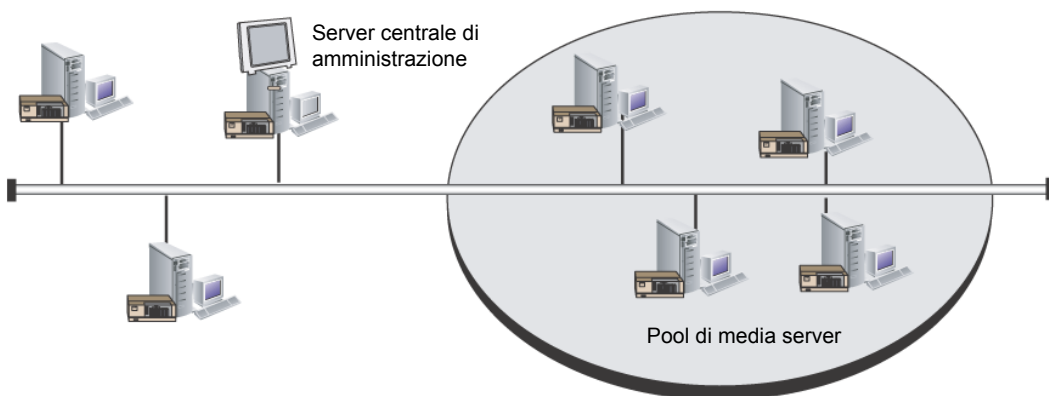 Server centrale di
amministrazione
Pool di media server